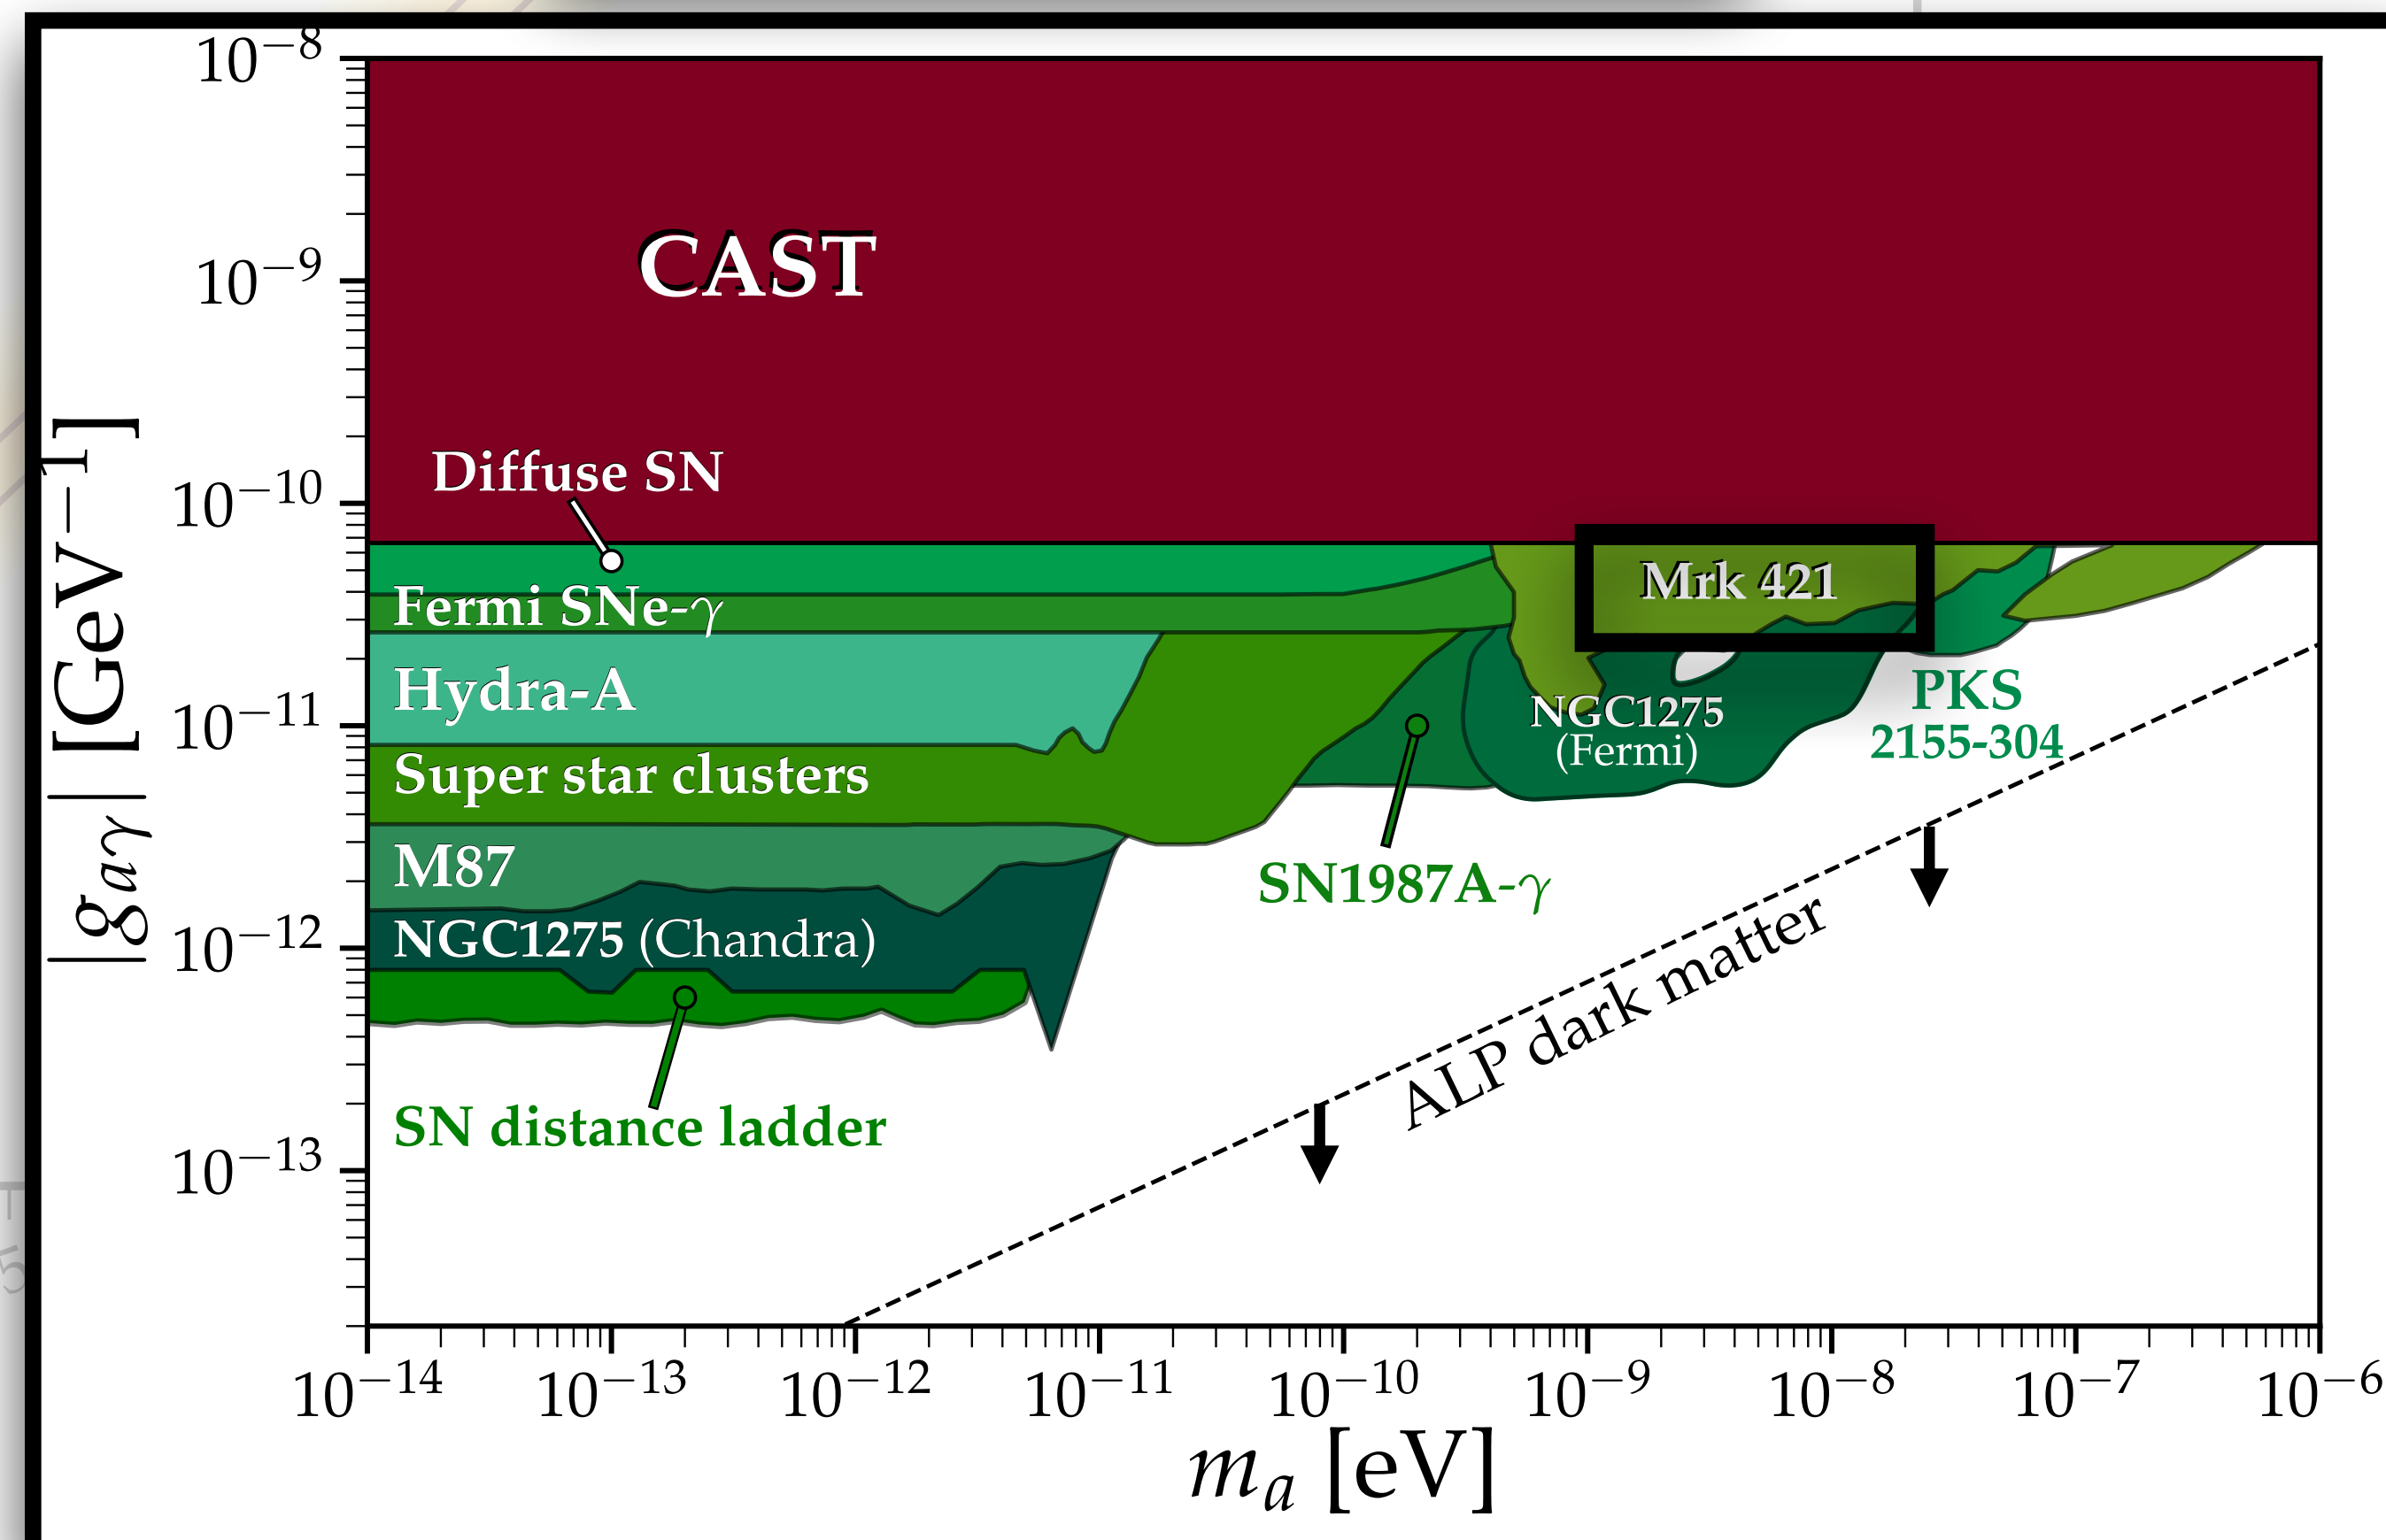 10⁻⁸
10⁻⁹
10⁻¹⁰
10⁻¹¹
10⁻¹²
10⁻¹³
|g_{aγ}| [GeV⁻¹]
CAST
Diffuse SN
Fermi SNe-γ
Mrk 421
Hydra-A
NGC1275
(Fermi)
PKS
2155-304
Super star clusters
M87
SN1987A-γ
NGC1275 (Chandra)
ALP dark matter
SN distance ladder
10⁻¹⁴ 10⁻¹³ 10⁻¹² 10⁻¹¹ 10⁻¹⁰ 10⁻⁹ 10⁻⁸ 10⁻⁷ 10⁻⁶
m_a [eV]